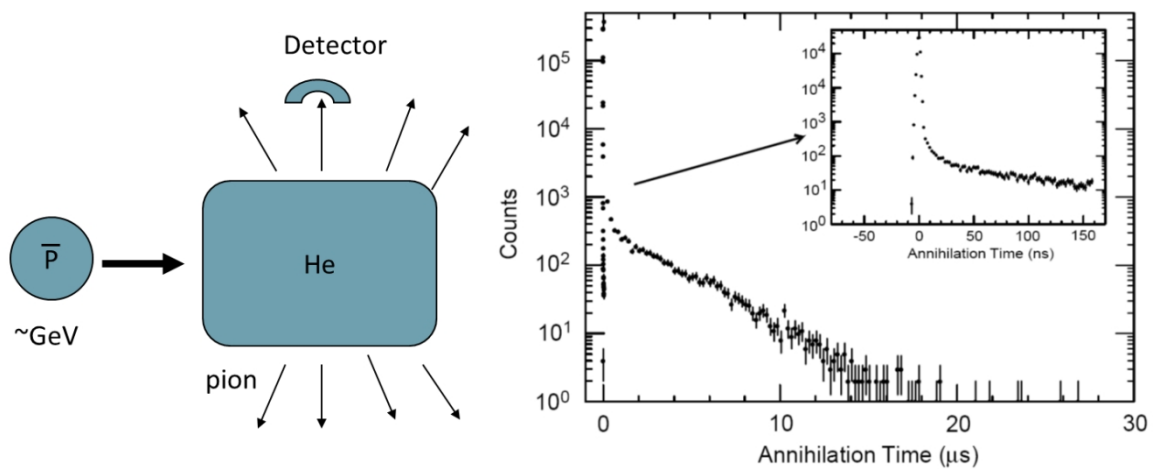 Detector
P̅
He
~GeV
pion
Counts
10⁵
10⁴
10³
10²
10¹
10⁰
0 10 20 30
Annihilation Time (μs)
10⁴
10⁴
10³
10²
10¹
10⁰
-50 0 50 100 150
Annihilation Time (ns)